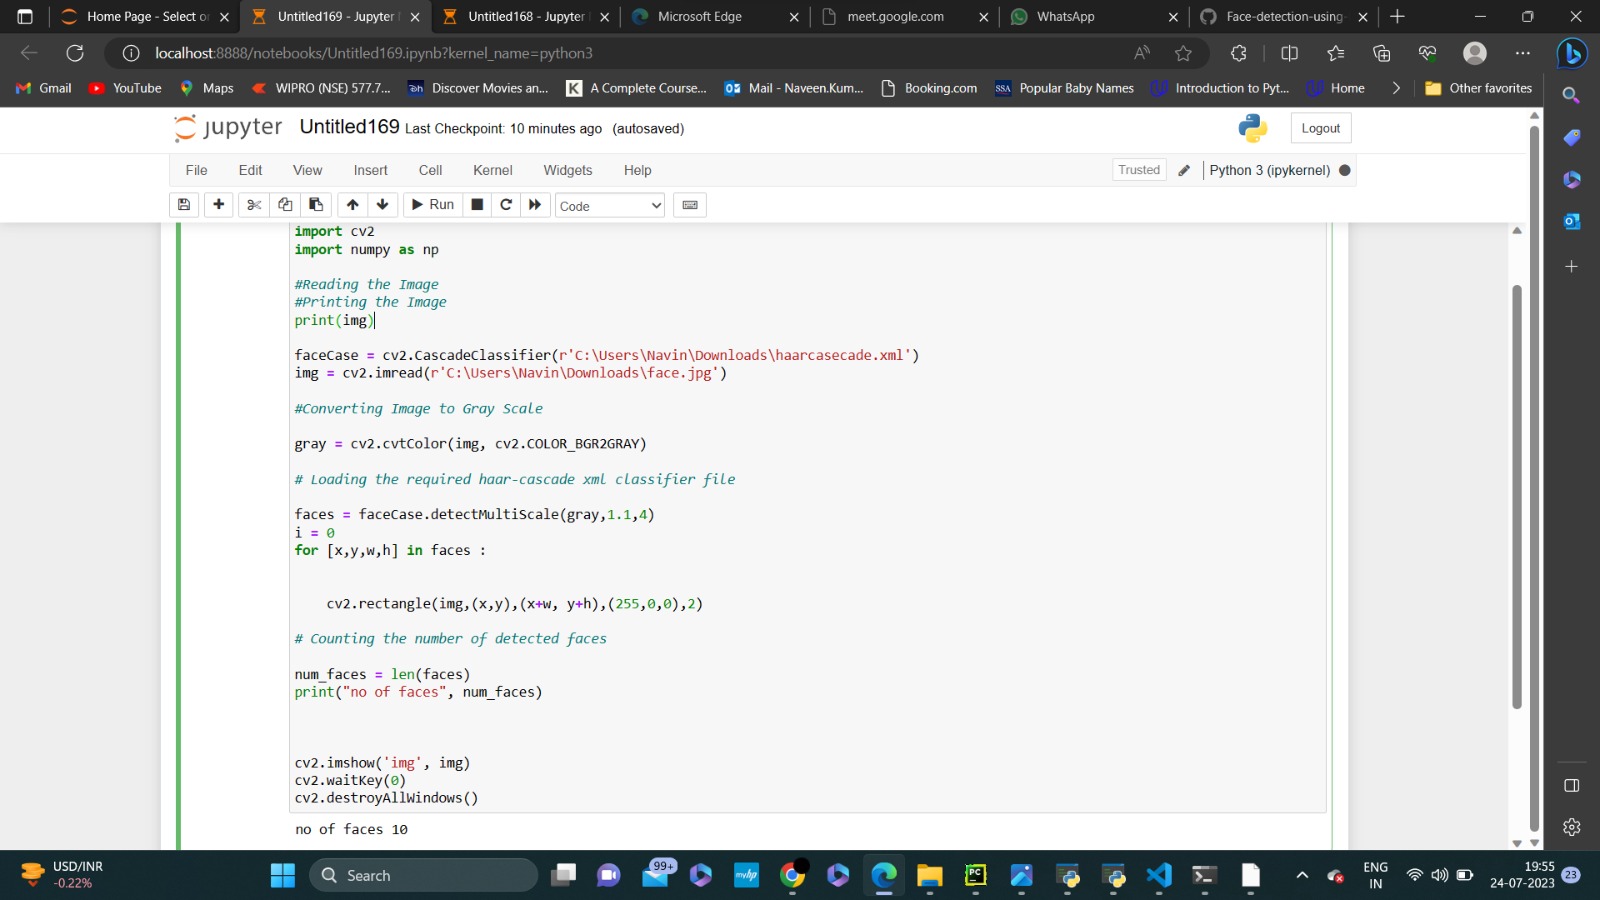 Home Page - Select or
Untitled169 - Jupyter
Untitled168 - Jupyter
Microsoft Edge
meet.google.com
WhatsApp
Face-detection-using-
localhost:8888/notebooks/Untitled169.ipynb?kernel_name=python3
Gmail
YouTube
Maps
WIPRO (NSE) 577.7...
Discover Movies an...
A Complete Course...
Mail - Naveen.Kum...
Booking.com
SSA
Popular Baby Names
Introduction to Pyt...
Home
Other favorites
jupyter Untitled169 Last Checkpoint: 10 minutes ago (autosaved)
Logout
File Edit View Insert Cell Kernel Widgets Help
Trusted
Python 3 (ipykernel)
Run
Code
import cv2
import numpy as np
#Reading the Image
#Printing the Image
print(img)
faceCase = cv2.CascadeClassifier(r'C:\Users\Navin\Downloads\haarcasecade.xml')
img = cv2.imread(r'C:\Users\Navin\Downloads\face.jpg')
#Converting Image to Gray Scale
gray = cv2.cvtColor(img, cv2.COLOR_BGR2GRAY)
# Loading the required haar-cascade xml classifier file
faces = faceCase.detectMultiScale(gray,1.1,4)
i = 0
for [x,y,w,h] in faces :
cv2.rectangle(img,(x,y),(x+w, y+h),(255,0,0),2)
# Counting the number of detected faces
num_faces = len(faces)
print("no of faces", num_faces)
cv2.imshow('img', img)
cv2.waitKey(0)
cv2.destroyAllWindows()
no of faces 10
USD/INR
-0.22%
Search
99+
myhp
PC
ENG
IN
19:55
24-07-2023
23